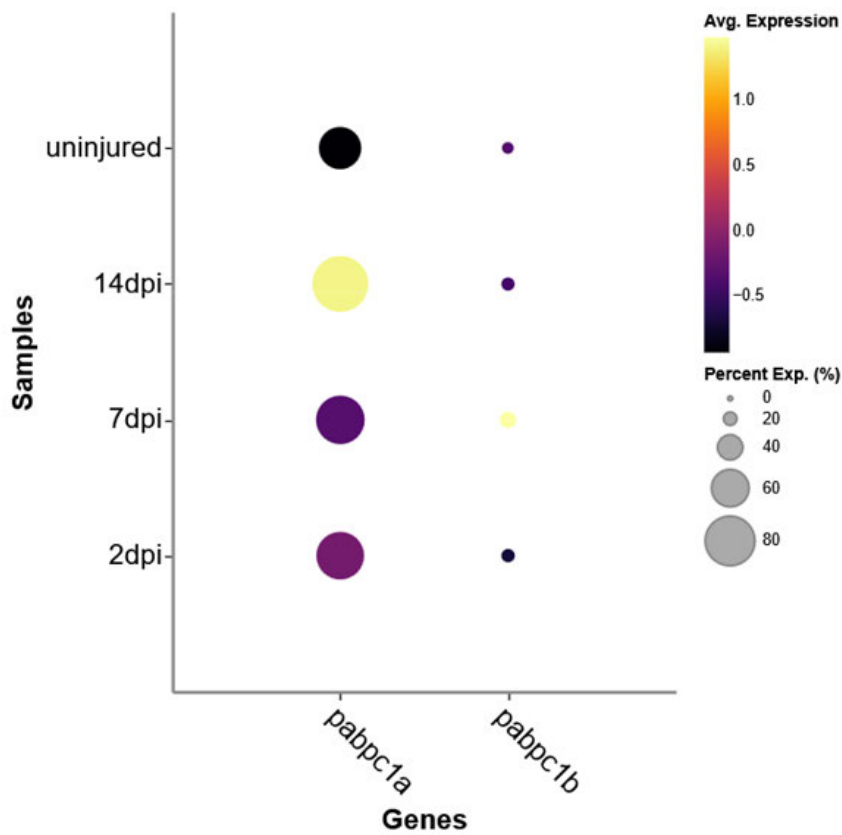 Avg. Expression
1.0
0.5
0.0
−0.5
Percent Exp. (%)
0
20
40
60
80
Samples
uninjured
14dpi
7dpi
2dpi
pabpc1a
pabpc1b
Genes